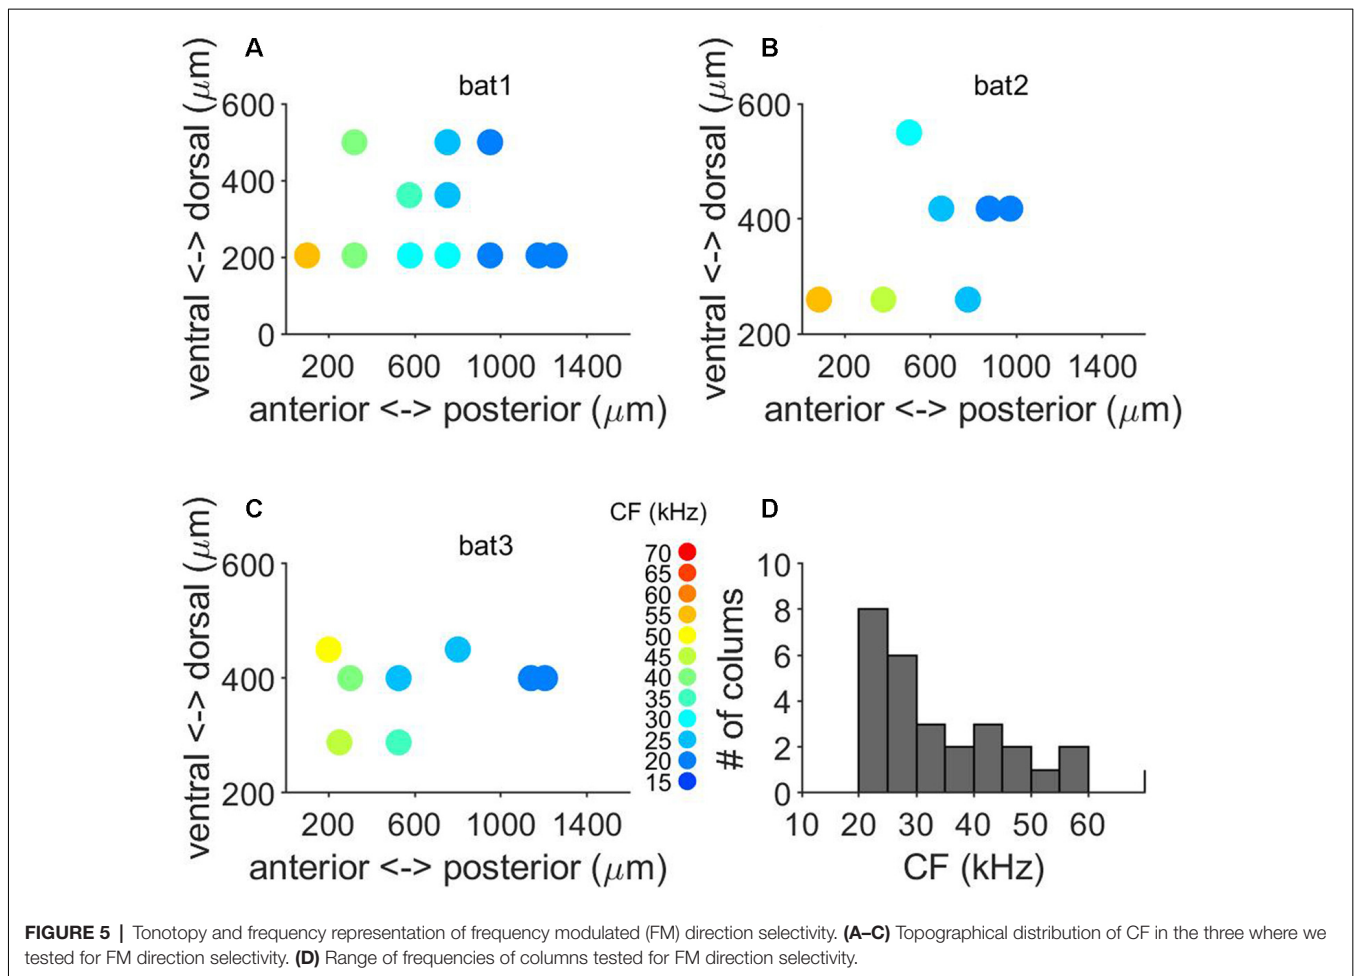 A
bat1
ventral <-> dorsal (μm)
600
400
200
0
200 600 1000 1400
anterior <-> posterior (μm)
B
bat2
ventral <-> dorsal (μm)
600
400
200
200 600 1000 1400
anterior <-> posterior (μm)
C
bat3
ventral <-> dorsal (μm)
600
400
200
200 600 1000 1400
anterior <-> posterior (μm)
CF (kHz)
70
65
60
55
50
45
40
35
30
25
20
15
D
# of colums
10
8
6
4
2
0
10 20 30 40 50 60
CF (kHz)
FIGURE 5 | Tonotopy and frequency representation of frequency modulated (FM) direction selectivity. (A–C) Topographical distribution of CF in the three where we
tested for FM direction selectivity. (D) Range of frequencies of columns tested for FM direction selectivity.